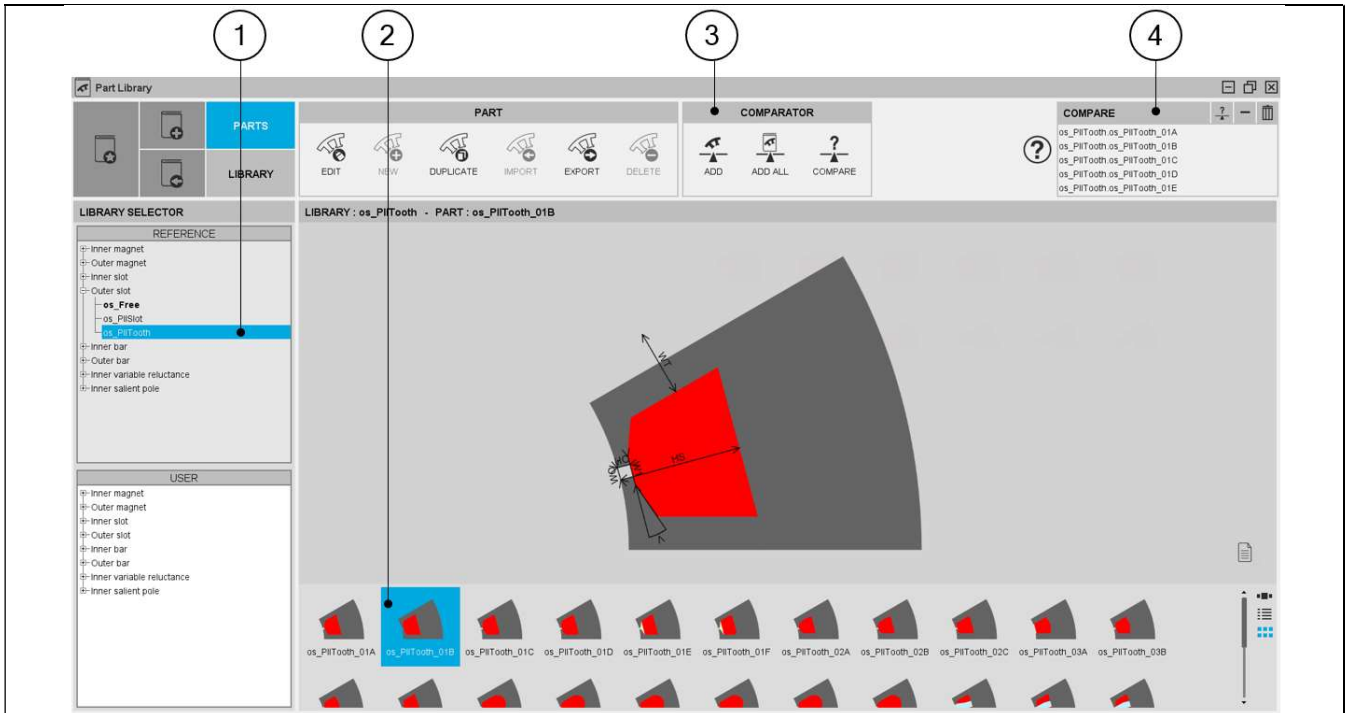 1 2 3 4
Part Library
PARTS
LIBRARY
PART
EDIT NEW DUPLICATE IMPORT EXPORT DELETE
COMPARATOR
ADD ADD ALL COMPARE
?
?
COMPARE ?
os_PllTooth.os_PllTooth_01A
os_PllTooth.os_PllTooth_01B
os_PllTooth.os_PllTooth_01C
os_PllTooth.os_PllTooth_01D
os_PllTooth.os_PllTooth_01E
LIBRARY SELECTOR
REFERENCE
Inner magnet
Outer magnet
Inner slot
Outer slot
os_Free
os_PllSlot
os_PllTooth
Inner bar
Outer bar
Inner variable reluctance
Inner salient pole
USER
Inner magnet
Outer magnet
Inner slot
Outer slot
Inner bar
Outer bar
Inner variable reluctance
Inner salient pole
LIBRARY : os_PllTooth - PART : os_PllTooth_01B
WT
HS
HO
WO
os_PllTooth_01A os_PllTooth_01B os_PllTooth_01C os_PllTooth_01D os_PllTooth_01E os_PllTooth_01F os_PllTooth_02A os_PllTooth_02B os_PllTooth_02C os_PllTooth_03A os_PllTooth_03B